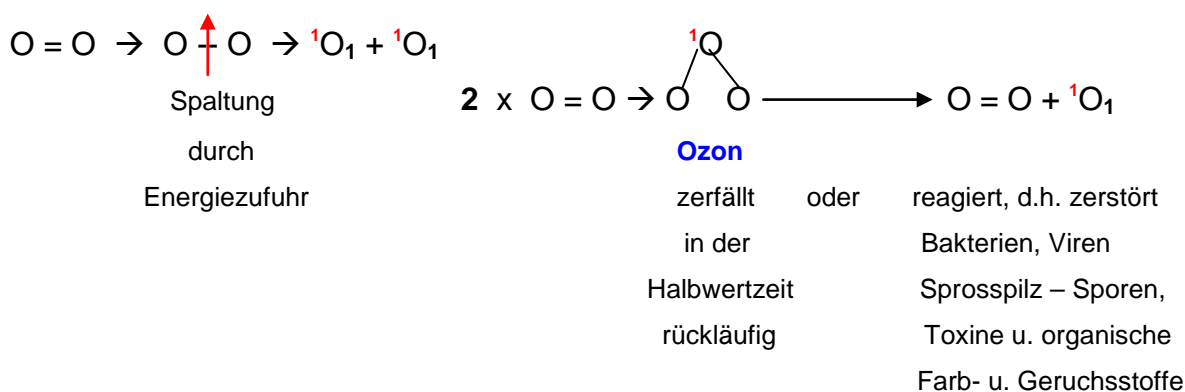 O = O → O – O → ¹O₁ + ¹O₁
Spaltung
durch
Energiezufuhr
¹O
2 x O = O → O O → O = O + ¹O₁
Ozon
zerfällt oder reagiert, d.h. zerstört
in der Bakterien, Viren
Halbwertzeit Sprosspilz – Sporen,
rückläufig Toxine u. organische
Farb- u. Geruchsstoffe